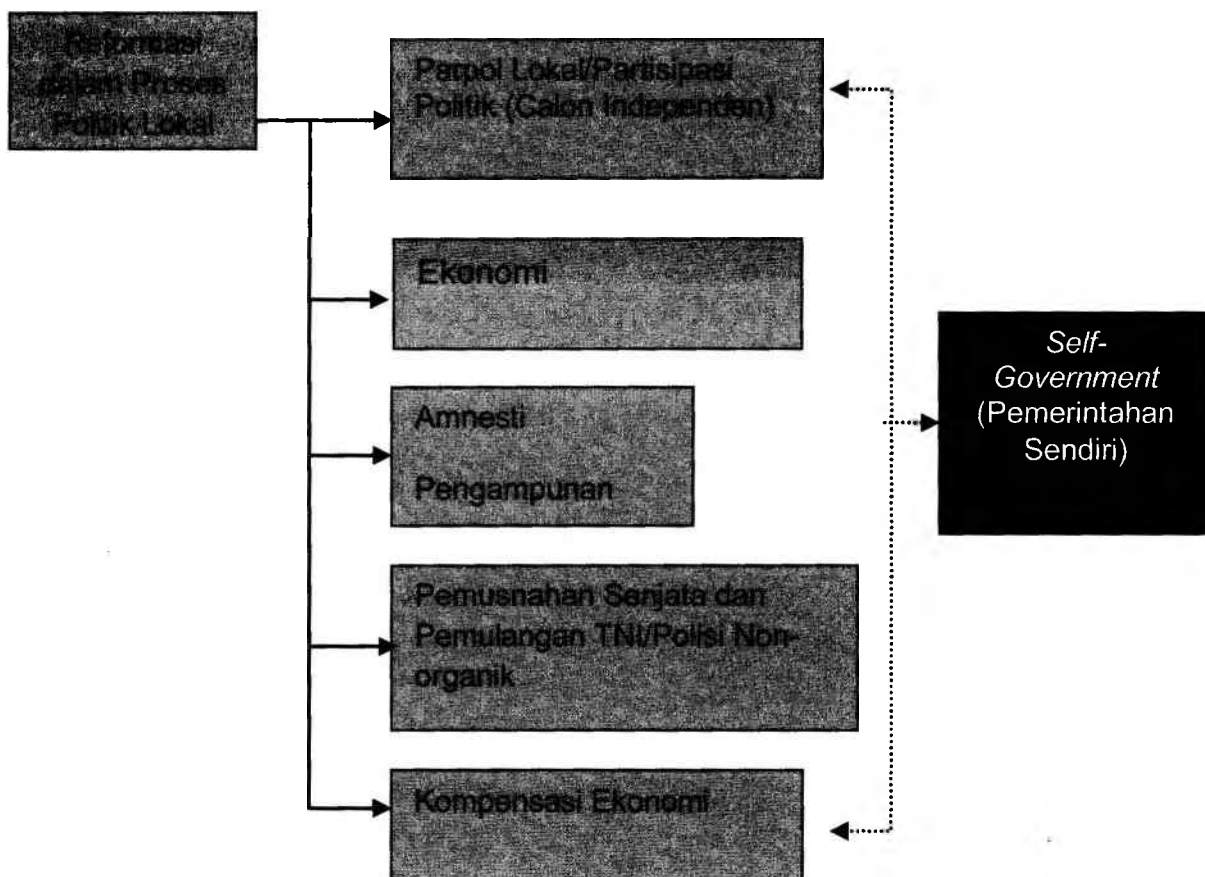 Reformasi
dalam Proses
Politik Lokal
Parpol Lokal/Partisipasi
Politik (Calon Independen)
Ekonomi
Amnesti
Pengampunan
Pemusnahan Senjata dan
Pemulangan TNI/Polisi Non-
organik
Kompensasi Ekonomi
Self-
Government
(Pemerintahan
Sendiri)